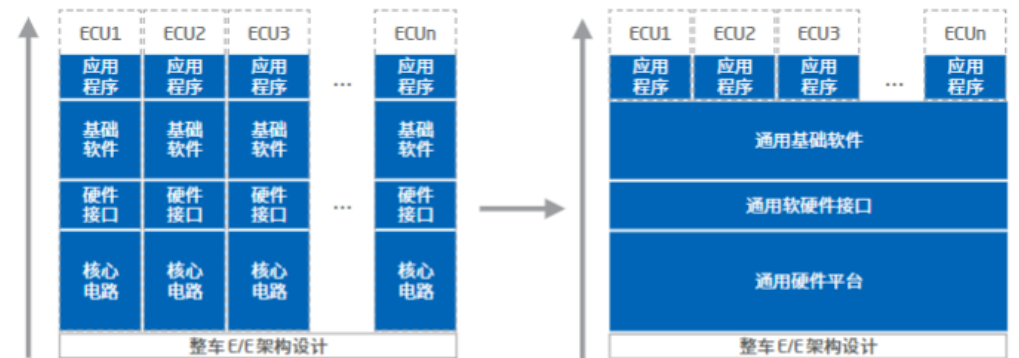 ECU1 ECU2 ECU3 ECUn
应用 应用 应用 应用
程序 程序 程序 … 程序
基础 基础 基础 基础
软件 软件 软件 软件
硬件 硬件 硬件 硬件
接口 接口 接口 … 接口
核心 核心 核心 核心
电路 电路 电路 电路
整车E/E架构设计
ECU1 ECU2 ECU3 ECUn
应用 应用 应用 应用
程序 程序 程序 … 程序
通用基础软件
通用软硬件接口
通用硬件平台
整车E/E架构设计